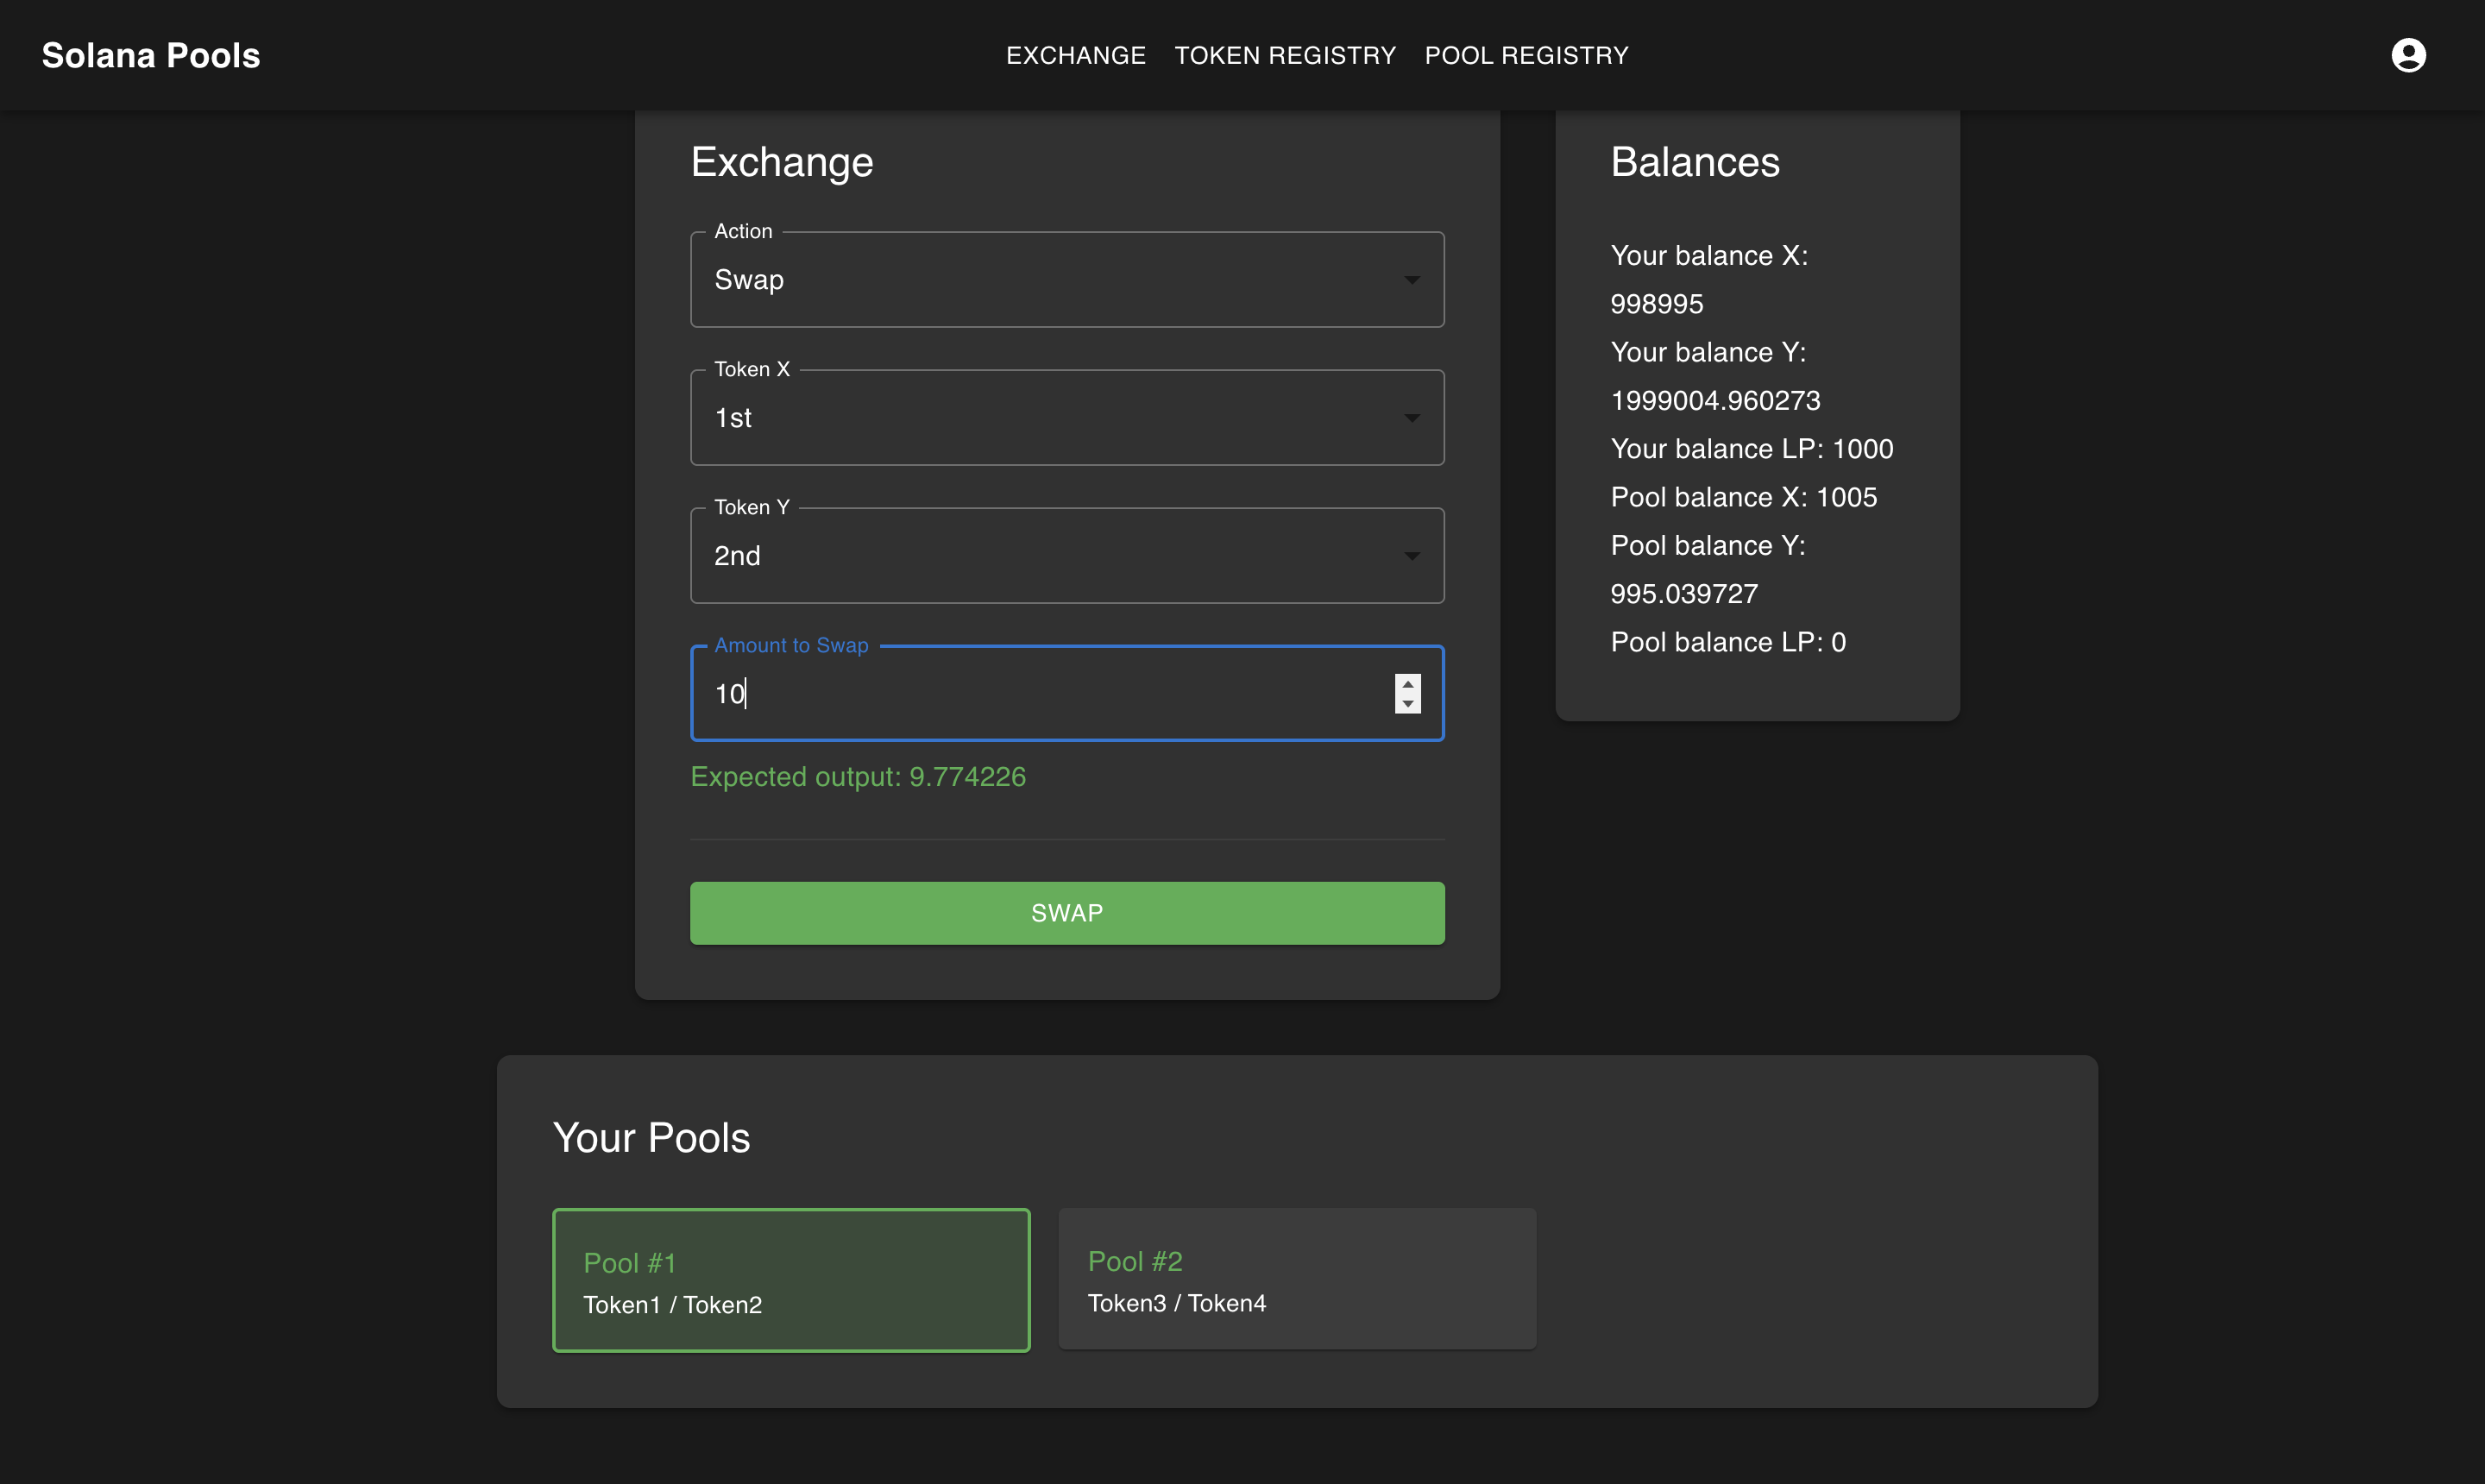 Solana Pools
EXCHANGE TOKEN REGISTRY POOL REGISTRY
Exchange
Action
Swap
Token X
1st
Token Y
2nd
Amount to Swap
10
Expected output: 9.774226
SWAP
Balances
Your balance X:
998995
Your balance Y:
1999004.960273
Your balance LP: 1000
Pool balance X: 1005
Pool balance Y:
995.039727
Pool balance LP: 0
Your Pools
Pool #1
Token1 / Token2
Pool #2
Token3 / Token4